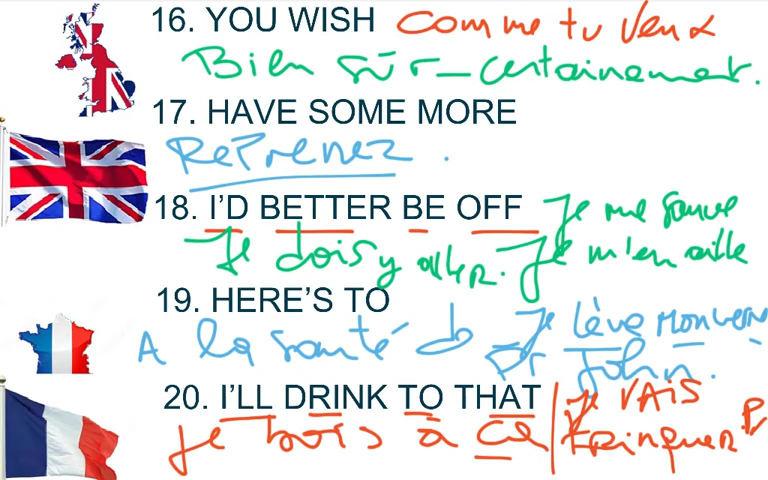 16. YOU WISH Comme tu veux
Bien sûr - certainement.
17. HAVE SOME MORE
Reprenez.
18. I'D BETTER BE OFF Je me sauve
Je dois y aller. Je m'en aille
19. HERE'S TO
A la santé d Je lève mon verre
John.
20. I'LL DRINK TO THAT Je VAIS
Je bois à ça Trinquer